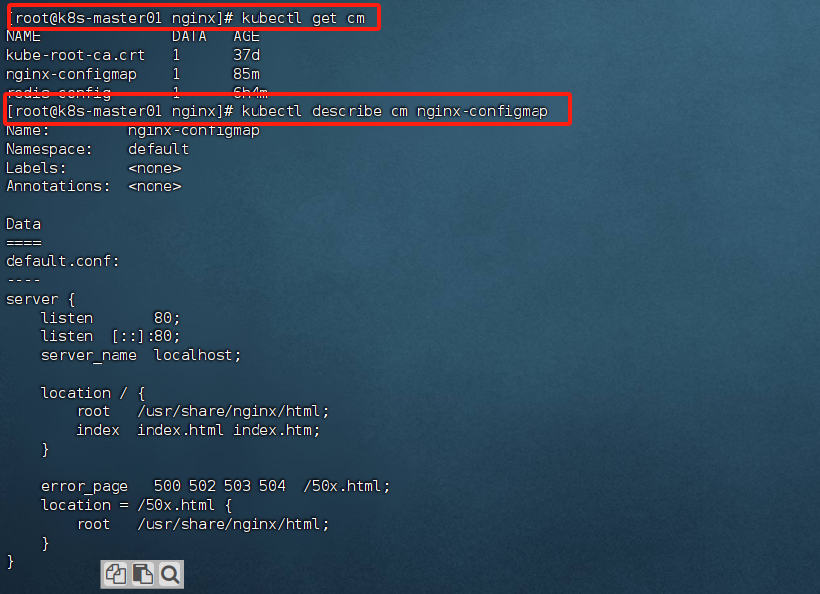 [root@k8s-master01 nginx]# kubectl get cm
NAME               DATA   AGE
kube-root-ca.crt   1      37d
nginx-configmap    1      85m
redis-config       1      6h4m
[root@k8s-master01 nginx]# kubectl describe cm nginx-configmap
Name:         nginx-configmap
Namespace:    default
Labels:       <none>
Annotations:  <none>

Data
====
default.conf:
----
server {
    listen       80;
    listen  [::]:80;
    server_name  localhost;

    location / {
        root   /usr/share/nginx/html;
        index  index.html index.htm;
    }

    error_page   500 502 503 504  /50x.html;
    location = /50x.html {
        root   /usr/share/nginx/html;
    }
}